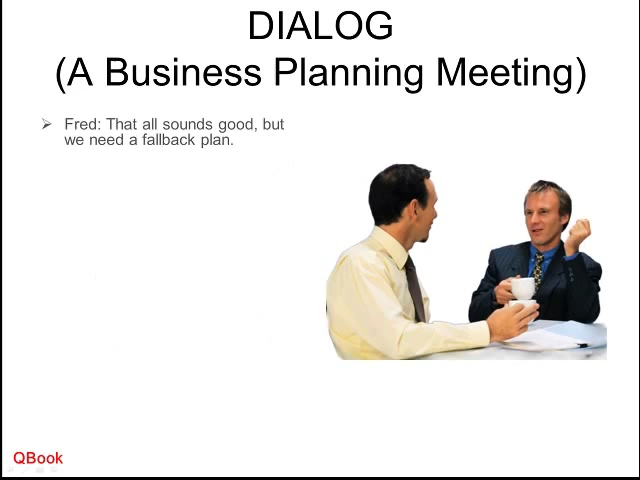 DIALOG
(A Business Planning Meeting)
Fred: That all sounds good, but
we need a fallback plan.
QBook